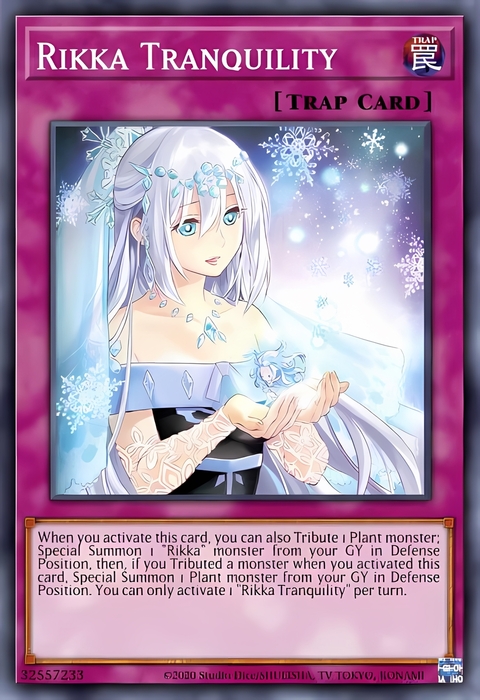 Rikka Tranquility
TRAP
罠
[Trap Card]
When you activate this card, you can also Tribute 1 Plant monster;
Special Summon 1 "Rikka" monster from your GY in Defense
Position, then, if you Tributed a monster when you activated this
card, Special Summon 1 Plant monster from your GY in Defense
Position. You can only activate 1 "Rikka Tranquility" per turn.
32557233
©2020 Studio Dice/SHUEISHA, TV TOKYO, KONAMI